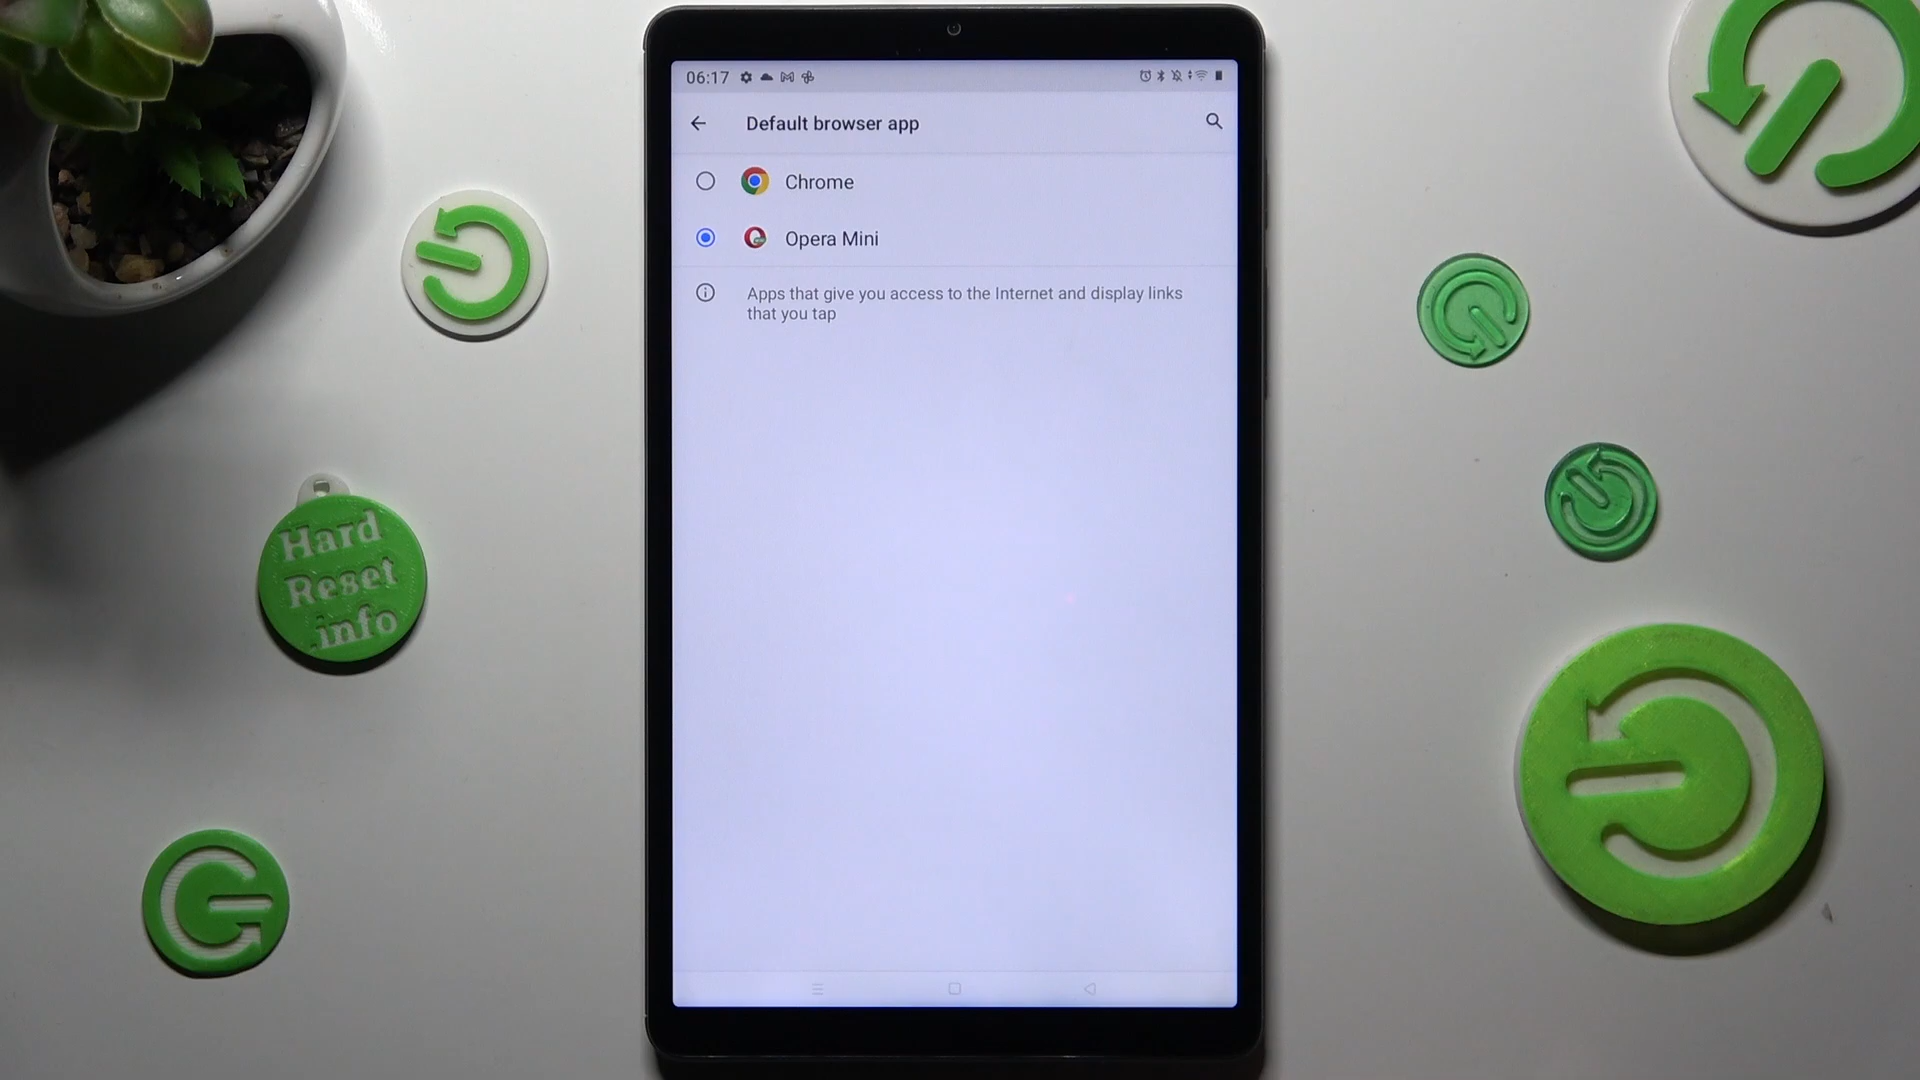 06:17
Default browser app
Chrome
Opera Mini
Apps that give you access to the Internet and display links
that you tap
Hard
Reset
.info